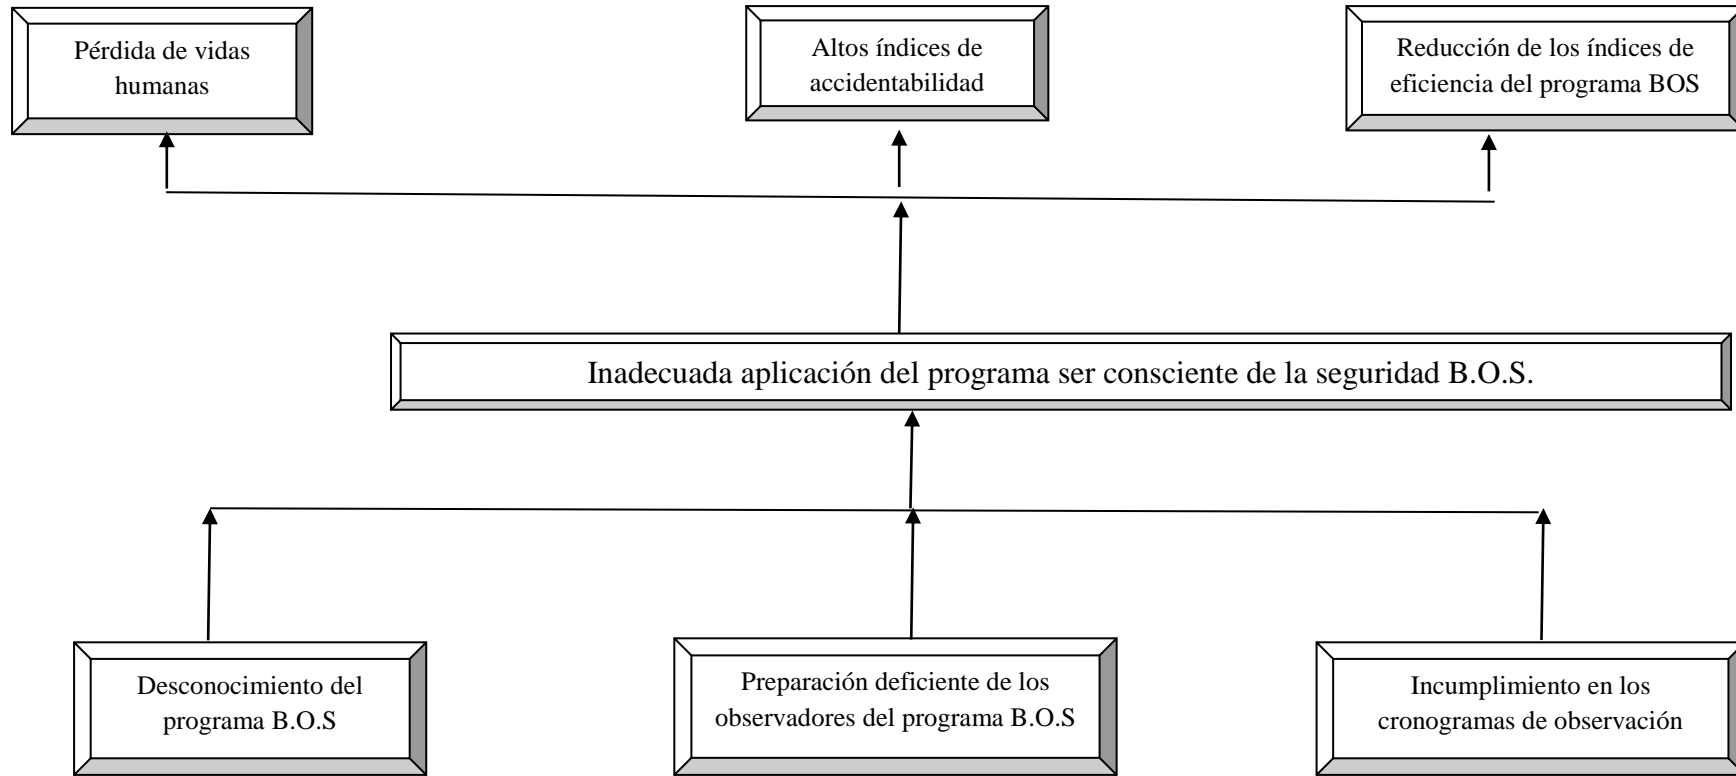 Pérdida de vidas
humanas
Altos índices de
accidentabilidad
Reducción de los índices de
eficiencia del programa BOS
Inadecuada aplicación del programa ser consciente de la seguridad B.O.S.
Desconocimiento del
programa B.O.S
Preparación deficiente de los
observadores del programa B.O.S
Incumplimiento en los
cronogramas de observación